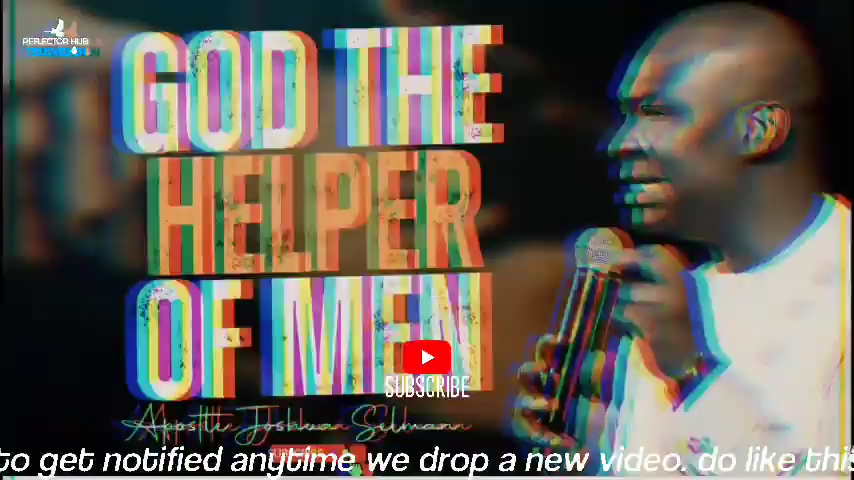 REFLECTOR HUB
TELEVISION
GOD THE
HELPER
OF MEN
SUBSCRIBE
Apostle Joshua Selman
to get notified anytime we drop a new video. do like this